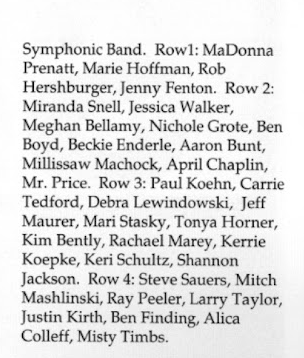 Symphonic Band. Row1: MaDonna
Prenatt, Marie Hoffman, Rob
Hershburger, Jenny Fenton. Row 2:
Miranda Snell, Jessica Walker,
Meghan Bellamy, Nichole Grote, Ben
Boyd, Beckie Enderle, Aaron Bunt,
Millissaw Machock, April Chaplin,
Mr. Price. Row 3: Paul Koehn, Carrie
Tedford, Debra Lewindowski, Jeff
Maurer, Mari Stasky, Tonya Horner,
Kim Bently, Rachael Marey, Kerrie
Koepke, Keri Schultz, Shannon
Jackson. Row 4: Steve Sauers, Mitch
Mashlinski, Ray Peeler, Larry Taylor,
Justin Kirth, Ben Finding, Alica
Colleff, Misty Timbs.